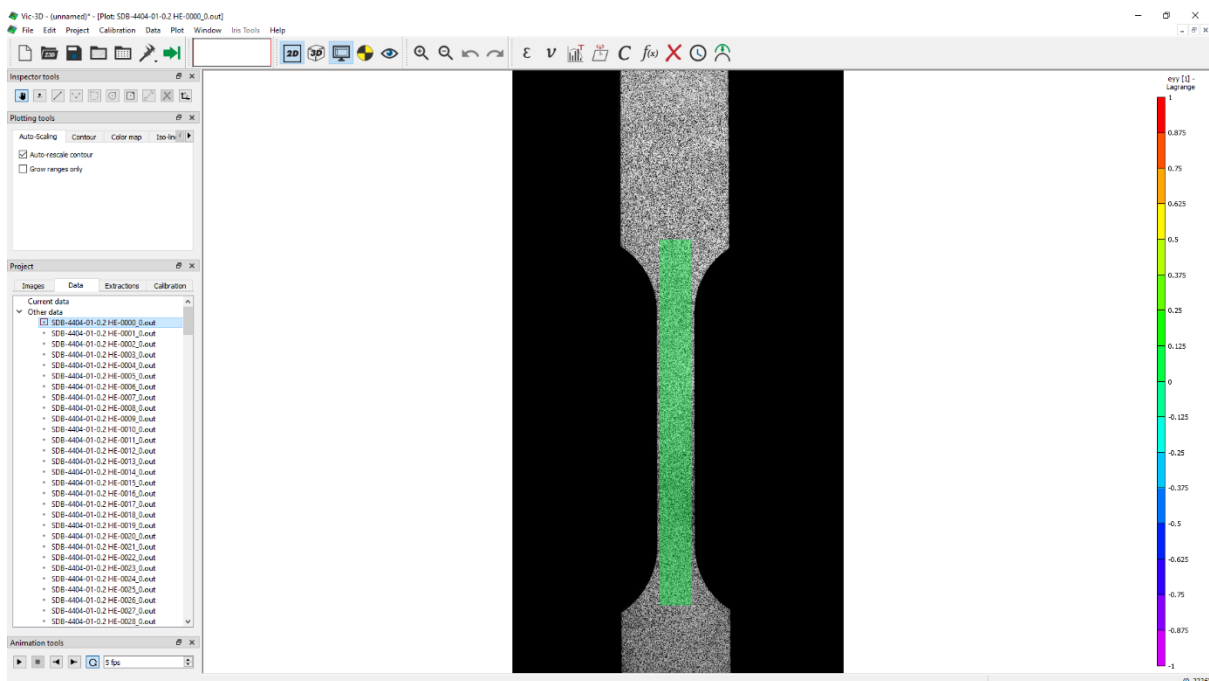 Vic-3D - (unnamed)* - [Plot: SDB-4404-01-0.2 HE-0000_0.out]
File Edit Project Calibration Data Plot Window Iris Tools Help
2D 3D ε ν C f(x)
Inspector tools
Plotting tools
Auto-Scaling Contour Color map
Auto-rescale contour
Grow ranges only
Project
Images Data Extractions Calibration
Current data
Other data
SDB-4404-01-0.2 HE-0000_0.out
SDB-4404-01-0.2 HE-0001_0.out
SDB-4404-01-0.2 HE-0002_0.out
SDB-4404-01-0.2 HE-0003_0.out
SDB-4404-01-0.2 HE-0004_0.out
SDB-4404-01-0.2 HE-0005_0.out
SDB-4404-01-0.2 HE-0006_0.out
SDB-4404-01-0.2 HE-0007_0.out
SDB-4404-01-0.2 HE-0008_0.out
SDB-4404-01-0.2 HE-0009_0.out
SDB-4404-01-0.2 HE-0010_0.out
SDB-4404-01-0.2 HE-0011_0.out
SDB-4404-01-0.2 HE-0012_0.out
SDB-4404-01-0.2 HE-0013_0.out
SDB-4404-01-0.2 HE-0014_0.out
SDB-4404-01-0.2 HE-0015_0.out
SDB-4404-01-0.2 HE-0016_0.out
SDB-4404-01-0.2 HE-0017_0.out
SDB-4404-01-0.2 HE-0018_0.out
SDB-4404-01-0.2 HE-0019_0.out
SDB-4404-01-0.2 HE-0020_0.out
SDB-4404-01-0.2 HE-0021_0.out
SDB-4404-01-0.2 HE-0022_0.out
SDB-4404-01-0.2 HE-0023_0.out
SDB-4404-01-0.2 HE-0024_0.out
SDB-4404-01-0.2 HE-0025_0.out
SDB-4404-01-0.2 HE-0026_0.out
SDB-4404-01-0.2 HE-0027_0.out
SDB-4404-01-0.2 HE-0028_0.out
Animation tools
5 fps
eyy [1] -
Lagrange
1
0.875
0.75
0.625
0.5
0.375
0.25
0.125
0
-0.125
-0.25
-0.375
-0.5
-0.625
-0.75
-0.875
-1